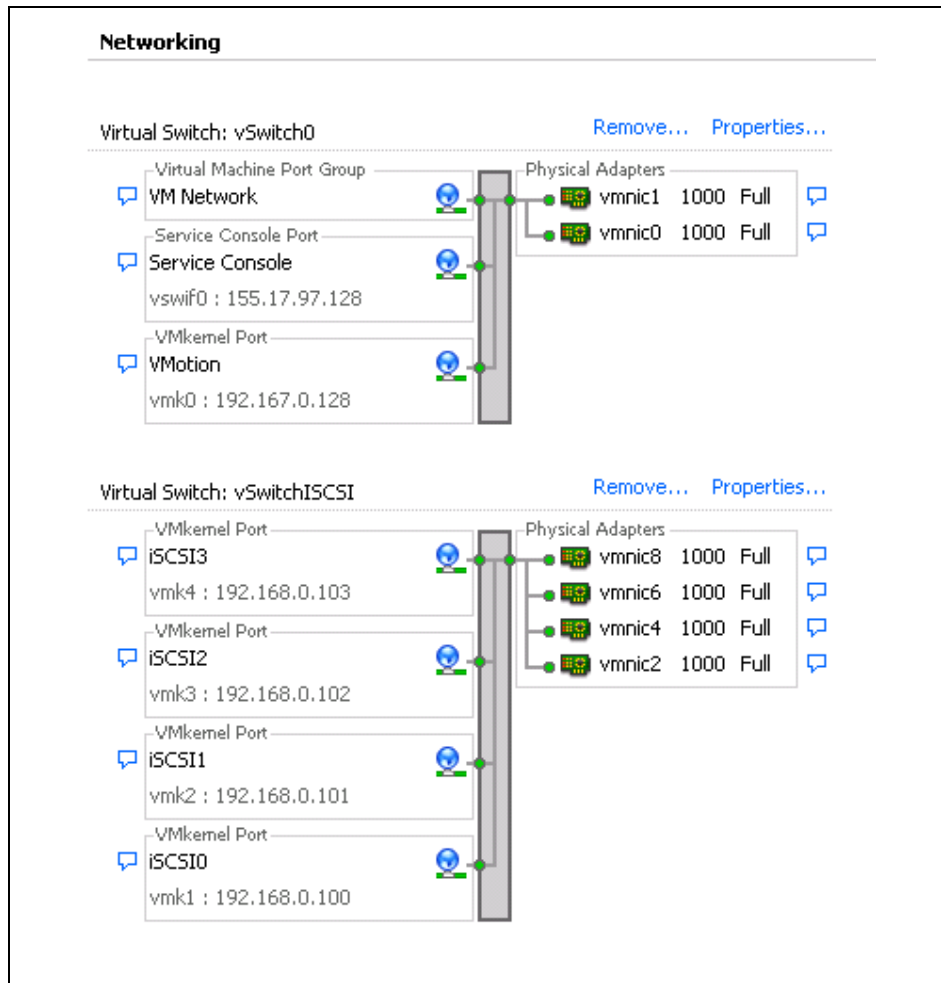 Networking
Virtual Switch: vSwitch0 Remove... Properties...
Virtual Machine Port Group Physical Adapters
VM Network vmnic1 1000 Full
vmnic0 1000 Full
Service Console Port
Service Console
vswif0 : 155.17.97.128
VMkernel Port
VMotion
vmk0 : 192.167.0.128
Virtual Switch: vSwitchISCSI Remove... Properties...
VMkernel Port Physical Adapters
iSCSI3 vmnic8 1000 Full
vmk4 : 192.168.0.103 vmnic6 1000 Full
VMkernel Port vmnic4 1000 Full
iSCSI2 vmnic2 1000 Full
vmk3 : 192.168.0.102
VMkernel Port
iSCSI1
vmk2 : 192.168.0.101
VMkernel Port
iSCSI0
vmk1 : 192.168.0.100